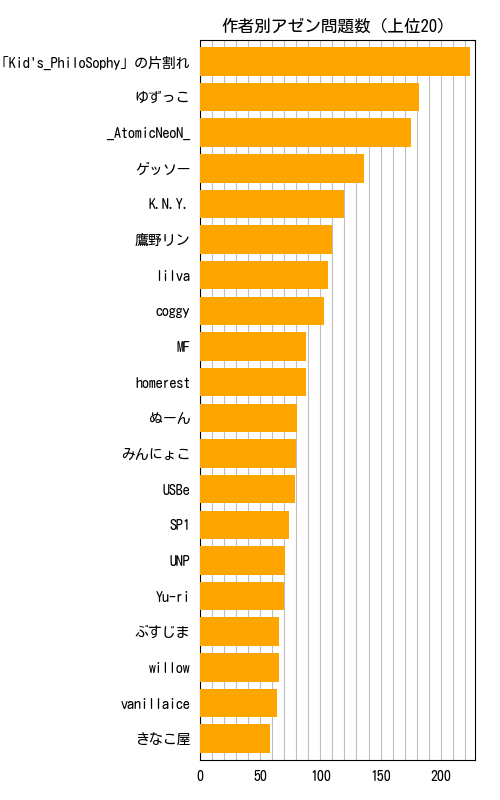 作者別アゼン問題数（上位20）
「Kid's_PhiloSophy」の片割れ
ゆずっこ
_AtomicNeoN_
ゲッソー
K.N.Y.
鷹野リン
lilva
coggy
MF
homerest
ぬーん
みんにょこ
USBe
SP1
UNP
Yu-ri
ぶすじま
willow
vanillaice
きなこ屋
0 50 100 150 200